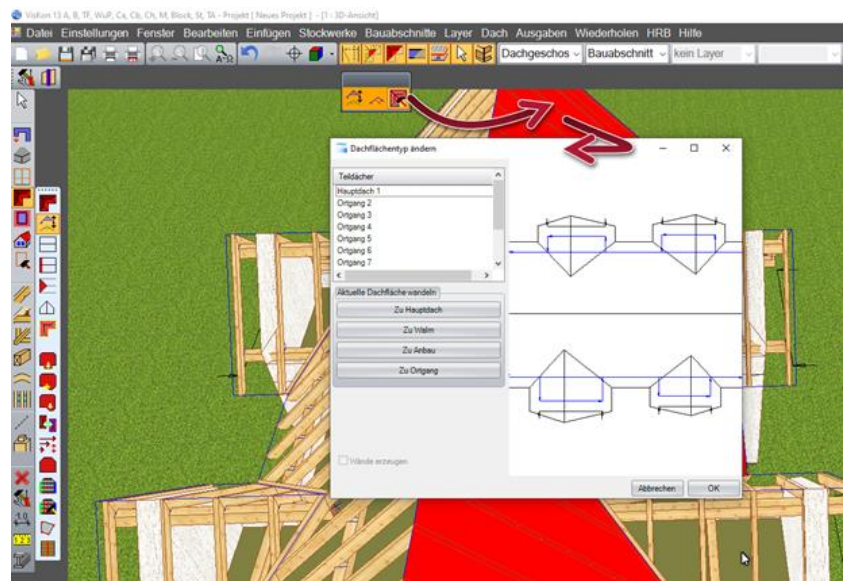 VisKon 13 A, B, TF, WuP, Ca, Cb, Ch, M, Block, St, TA - Projekt [ Neues Projekt ] - [1 : 3D-Ansicht]
Datei Einstellungen Fenster Bearbeiten Einfügen Stockwerke Bauabschnitte Layer Dach Ausgaben Wiederholen HRB Hilfe
A-R Dachgeschos Bauabschnitt kein Layer
Dachflächentyp ändern
Teildächer
Hauptdach 1
Ortgang 2
Ortgang 3
Ortgang 4
Ortgang 5
Ortgang 6
Ortgang 7
Aktuelle Dachfläche wandeln
Zu Hauptdach
Zu Walm
Zu Anbau
Zu Ortgang
Wände erzeugen
Abbrechen OK
1.0